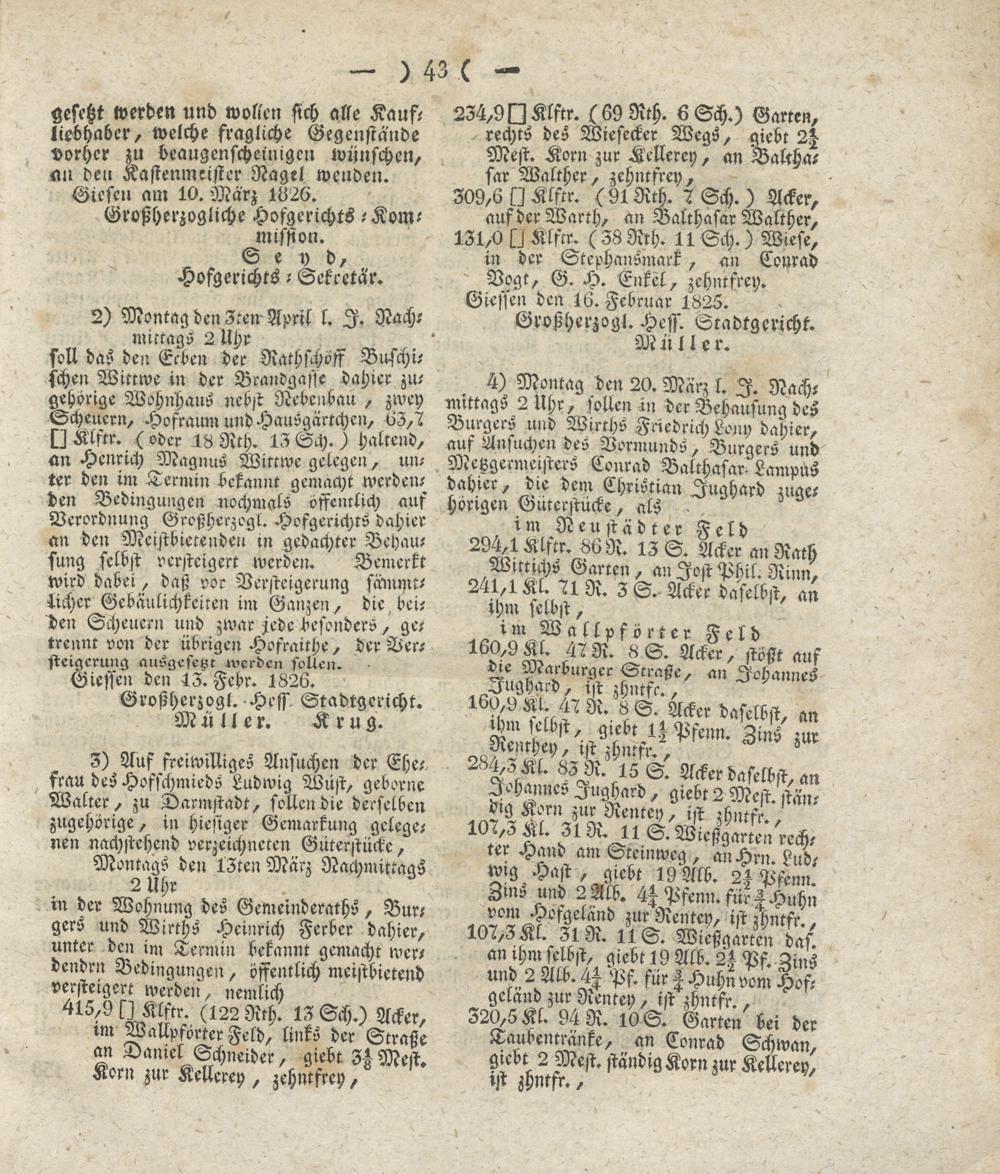 — ) 43 ( —
gesetzt werden und wollen sich alle Kauf-
liebhaber, welche fragliche Gegenstände
vorher zu beaugenscheinigen wünschen,
an den Kastenmeister Nagel wenden.
Giesen am 10. März 1826.
Großherzogliche Hofgerichts-Kom-
mission.
Seyd,
Hofgerichts-Sekretär.
2) Montag den 3ten April l. J. Nach-
mittags 2 Uhr
soll das den Erben der Rathschöff Buschi-
schen Wittwe in der Brandgasse dahier zu-
gehörige Wohnhaus nebst Nebenbau, zwey
Scheuern, Hofraum und Hausgärtchen, 63,7
[] Klftr. (oder 18 Rth. 13 Sch.) haltend,
an Henrich Magnus Wittwe gelegen, un-
ter den im Termin bekannt gemacht werden-
den Bedingungen nochmals öffentlich auf
Verordnung Großherzogl. Hofgerichts dahier
an den Meistbietenden in gedachter Behau-
sung selbst versteigert werden. Bemerkt
wird dabei, daß vor Versteigerung sämmt-
licher Gebäulichkeiten im Ganzen, die bei-
den Scheuern und zwar jede besonders, ge-
trennt von der übrigen Hofraithe, der Ver-
steigerung ausgesetzt werden sollen.
Giessen den 13. Febr. 1826.
Großherzogl. Hess. Stadtgericht.
Müller. Krug.
3) Auf freiwilliges Ansuchen der Ehe-
frau des Hofschmieds Ludwig Wüst, geborne
Walter, zu Darmstadt, sollen die derselben
zugehörige, in hiesiger Gemarkung gelege-
nen nachstehend verzeichneten Güterstücke,
Montags den 13ten März Nachmittags
2 Uhr
in der Wohnung des Gemeinderaths, Bur-
gers und Wirths Heinrich Ferber dahier,
unter den im Termin bekannt gemacht wer-
dendrn Bedingungen, öffentlich meistbietend
versteigert werden, nemlich
415,9 [] Klftr. (122 Rth. 13 Sch.) Acker,
im Wallpförter Feld, links der Straße
an Daniel Schneider, giebt 3⅛ Mest.
Korn zur Kellerey, zehntfrey,
234,9 [] Klftr. (69 Rth. 6 Sch.) Garten,
rechts des Wiesecker Wegs, giebt 2½
Mest. Korn zur Kellerey, an Baltha-
sar Walther, zehntfrey,
309,6 [] Klftr. (91 Rth. 7 Sch.) Acker,
auf der Warth, an Balthasar Walther,
131,0 [] Klftr. (38 Rth. 11 Sch.) Wiese,
in der Stephansmark, an Conrad
Vogt, G. H. Enkel, zehntfrey.
Giessen den 16. Februar 1825.
Großherzogl. Hess. Stadtgericht.
Müller.
4) Montag den 20. März l. J. Nach-
mittags 2 Uhr, sollen in der Behausung des
Burgers und Wirths Friedrich Lony dahier,
auf Ansuchen des Vormunds, Burgers und
Metzgermeisters Conrad Balthasar Lampus
dahier, die dem Christian Jughard zuge-
hörigen Güterstücke, als
im Neustädter Feld
294,1 Klftr. 86 R. 13 S. Acker an Rath
Wittichs Garten, an Jost Phil. Rinn,
241,1 Kl. 71 R. 3 S. Acker daselbst, an
ihm selbst,
im Wallpförter Feld
160,9 Kl. 47 R. 8 S. Acker, stößt auf
die Marburger Straße, an Johannes
Jughard, ist zhntfr.,
160,9 Kl. 47 R. 8 S. Acker daselbst, an
ihm selbst, giebt 1½ Pfenn. Zins zur
Renthey, ist zhntfr.,
284,3 Kl. 83 R. 15 S. Acker daselbst, an
Johannes Jughard, giebt 2 Mest. stän-
dig Korn zur Rentey, ist zhntfr.,
107,3 Kl. 31 R. 11 S. Wießgarten rech-
ter Hand am Steinweg, an Hrn. Lud-
wig Hast, giebt 19 Alb. 2½ Pfenn.
Zins und 2 Alb. 4½ Pfenn. für ¾ Huhn
vom Hofgeländ zur Rentey, ist zhntfr.,
107,3 Kl. 31 R. 11 S. Wießgarten das.
an ihm selbst, giebt 19 Alb. 2½ Pf. Zins
und 2 Alb. 4½ Pf. für ¾ Huhn vom Hof-
geländ zur Rentey, ist zhntfr.,
320,5 Kl. 94 R. 10 S. Garten bei der
Taubentränke, an Conrad Schwan,
giebt 2 Mest. ständig Korn zur Kellerey,
ist zhntfr.,